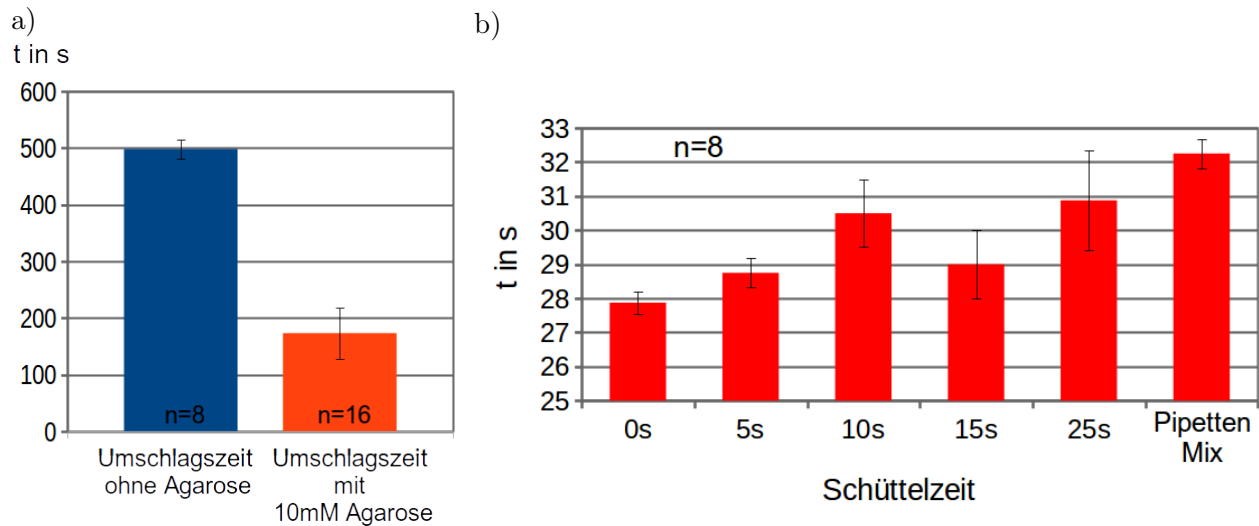 a)
t in s
600
500
400
300
200
100
0
n=8
n=16
Umschlagszeit
ohne Agarose
Umschlagszeit
mit
10mM Agarose
b)
t in s
33
32
31
30
29
28
27
26
25
n=8
0s
5s
10s
15s
25s
Pipetten
Mix
Schüttelzeit